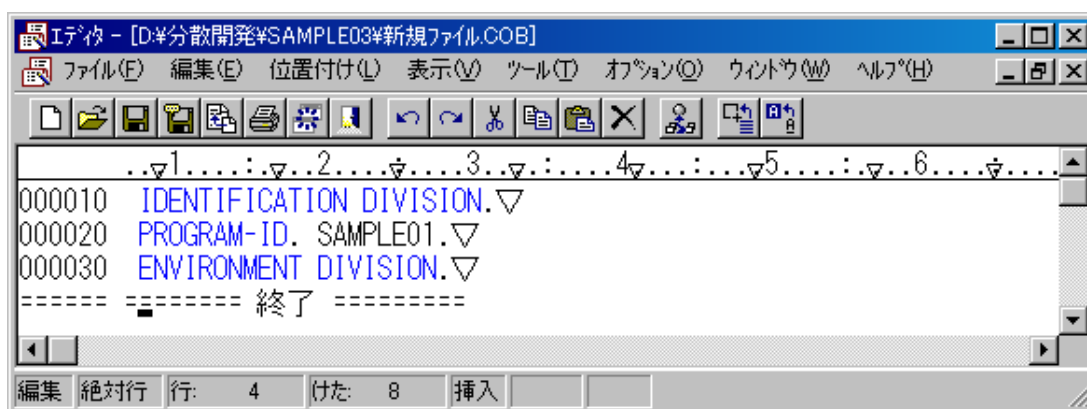 エディタ - [D:¥分散開発¥SAMPLE03¥新規ファイル.COB]
ファイル(F) 編集(E) 位置付け(L) 表示(V) ツール(T) オプション(O) ウィンドウ(W) ヘルプ(H)
..▽1....:.▽..2....▽....3..▽.:....4▽...:...▽5....:.▽..6....▽....
000010 IDENTIFICATION DIVISION.▽
000020 PROGRAM-ID. SAMPLE01.▽
000030 ENVIRONMENT DIVISION.▽
====== ======== 終了 =========
編集 絶対行 行: 4 けた: 8 挿入